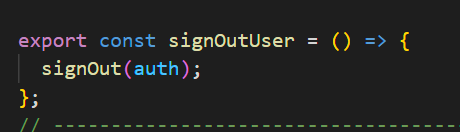 export const signOutUser = () => {
signOut(auth);
};
// --------------------------------------